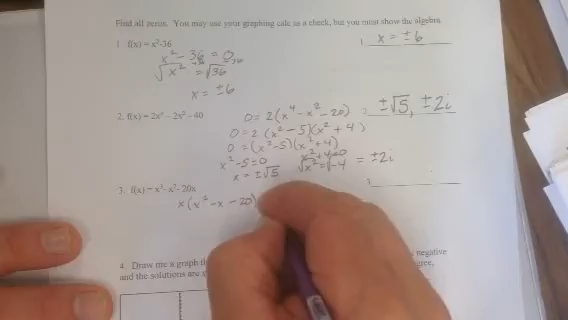 Find all zeros. You may use your graphing calc as a check, but you must show the algebra.
1. f(x) = x²-36
x² - 36 = 0
+36 +36
√x² = √36
x = ±6
1. x = ±6
2. f(x) = 2x⁴ - 2x² - 40
0 = 2(x⁴ - x² - 20)
2. ±√5, ±2i
0 = 2(x² - 5)(x² + 4)
0 = (x² - 5)(x² + 4)
x² - 5 = 0
x = ±√5
x² + 4 = 0
√x² = √-4 = ±2i
3. f(x) = x³ - x² - 20x
3.
x(x² - x - 20)
4. Draw me a graph
negative
and the solutions are